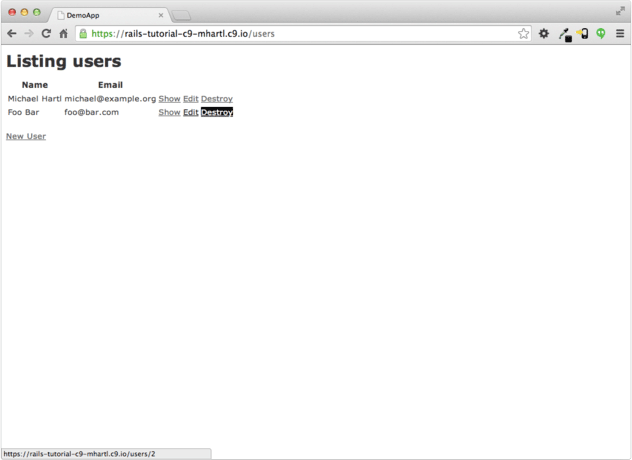 DemoApp
https://rails-tutorial-c9-mhartl.c9.io/users
Listing users
Name Email
Michael Hartl michael@example.org Show Edit Destroy
Foo Bar foo@bar.com Show Edit Destroy
New User
https://rails-tutorial-c9-mhartl.c9.io/users/2